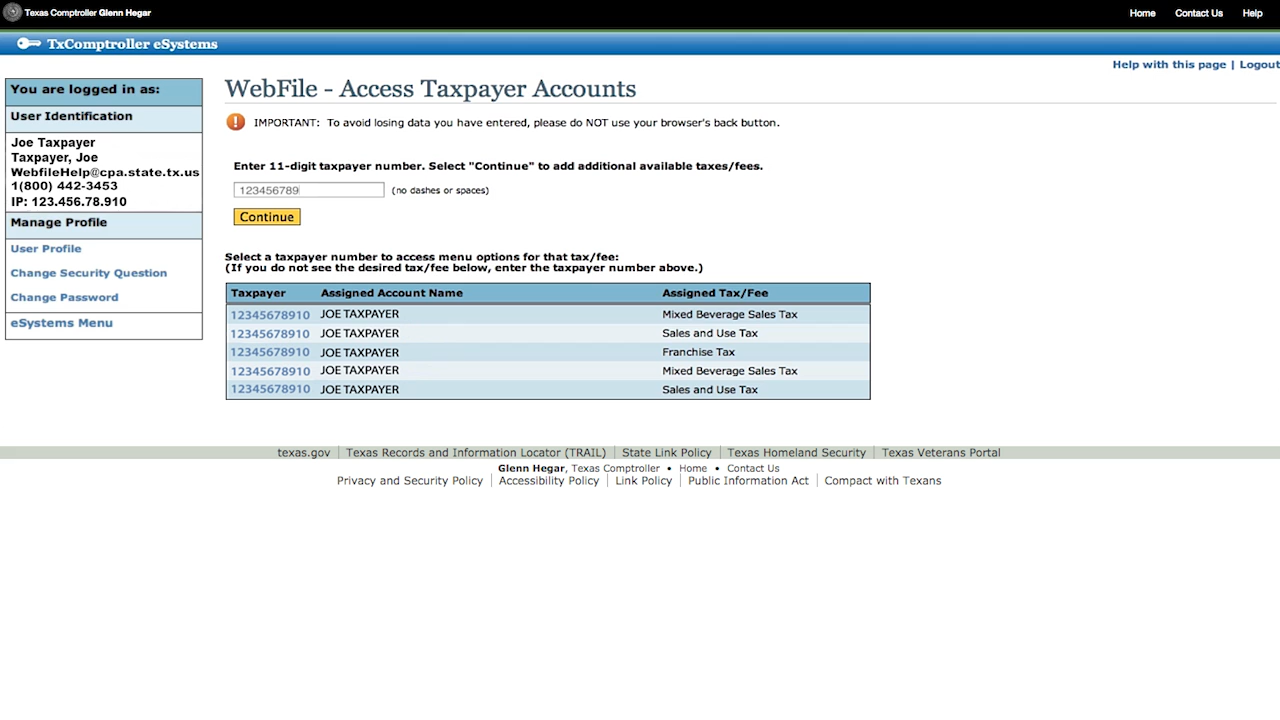 Texas Comptroller Glenn Hegar
Home Contact Us Help
TxComptroller eSystems
Help with this page | Logout
You are logged in as:
User Identification
Joe Taxpayer
Taxpayer, Joe
WebfileHelp@cpa.state.tx.us
1(800) 442-3453
IP: 123.456.78.910
Manage Profile
User Profile
Change Security Question
Change Password
eSystems Menu
WebFile - Access Taxpayer Accounts
IMPORTANT: To avoid losing data you have entered, please do NOT use your browser's back button.
Enter 11-digit taxpayer number. Select "Continue" to add additional available taxes/fees.
123456789 (no dashes or spaces)
Continue
Select a taxpayer number to access menu options for that tax/fee:
(If you do not see the desired tax/fee below, enter the taxpayer number above.)
Taxpayer Assigned Account Name Assigned Tax/Fee
12345678910 JOE TAXPAYER Mixed Beverage Sales Tax
12345678910 JOE TAXPAYER Sales and Use Tax
12345678910 JOE TAXPAYER Franchise Tax
12345678910 JOE TAXPAYER Mixed Beverage Sales Tax
12345678910 JOE TAXPAYER Sales and Use Tax
texas.gov | Texas Records and Information Locator (TRAIL) | State Link Policy | Texas Homeland Security | Texas Veterans Portal
Glenn Hegar, Texas Comptroller • Home • Contact Us
Privacy and Security Policy | Accessibility Policy | Link Policy | Public Information Act | Compact with Texans